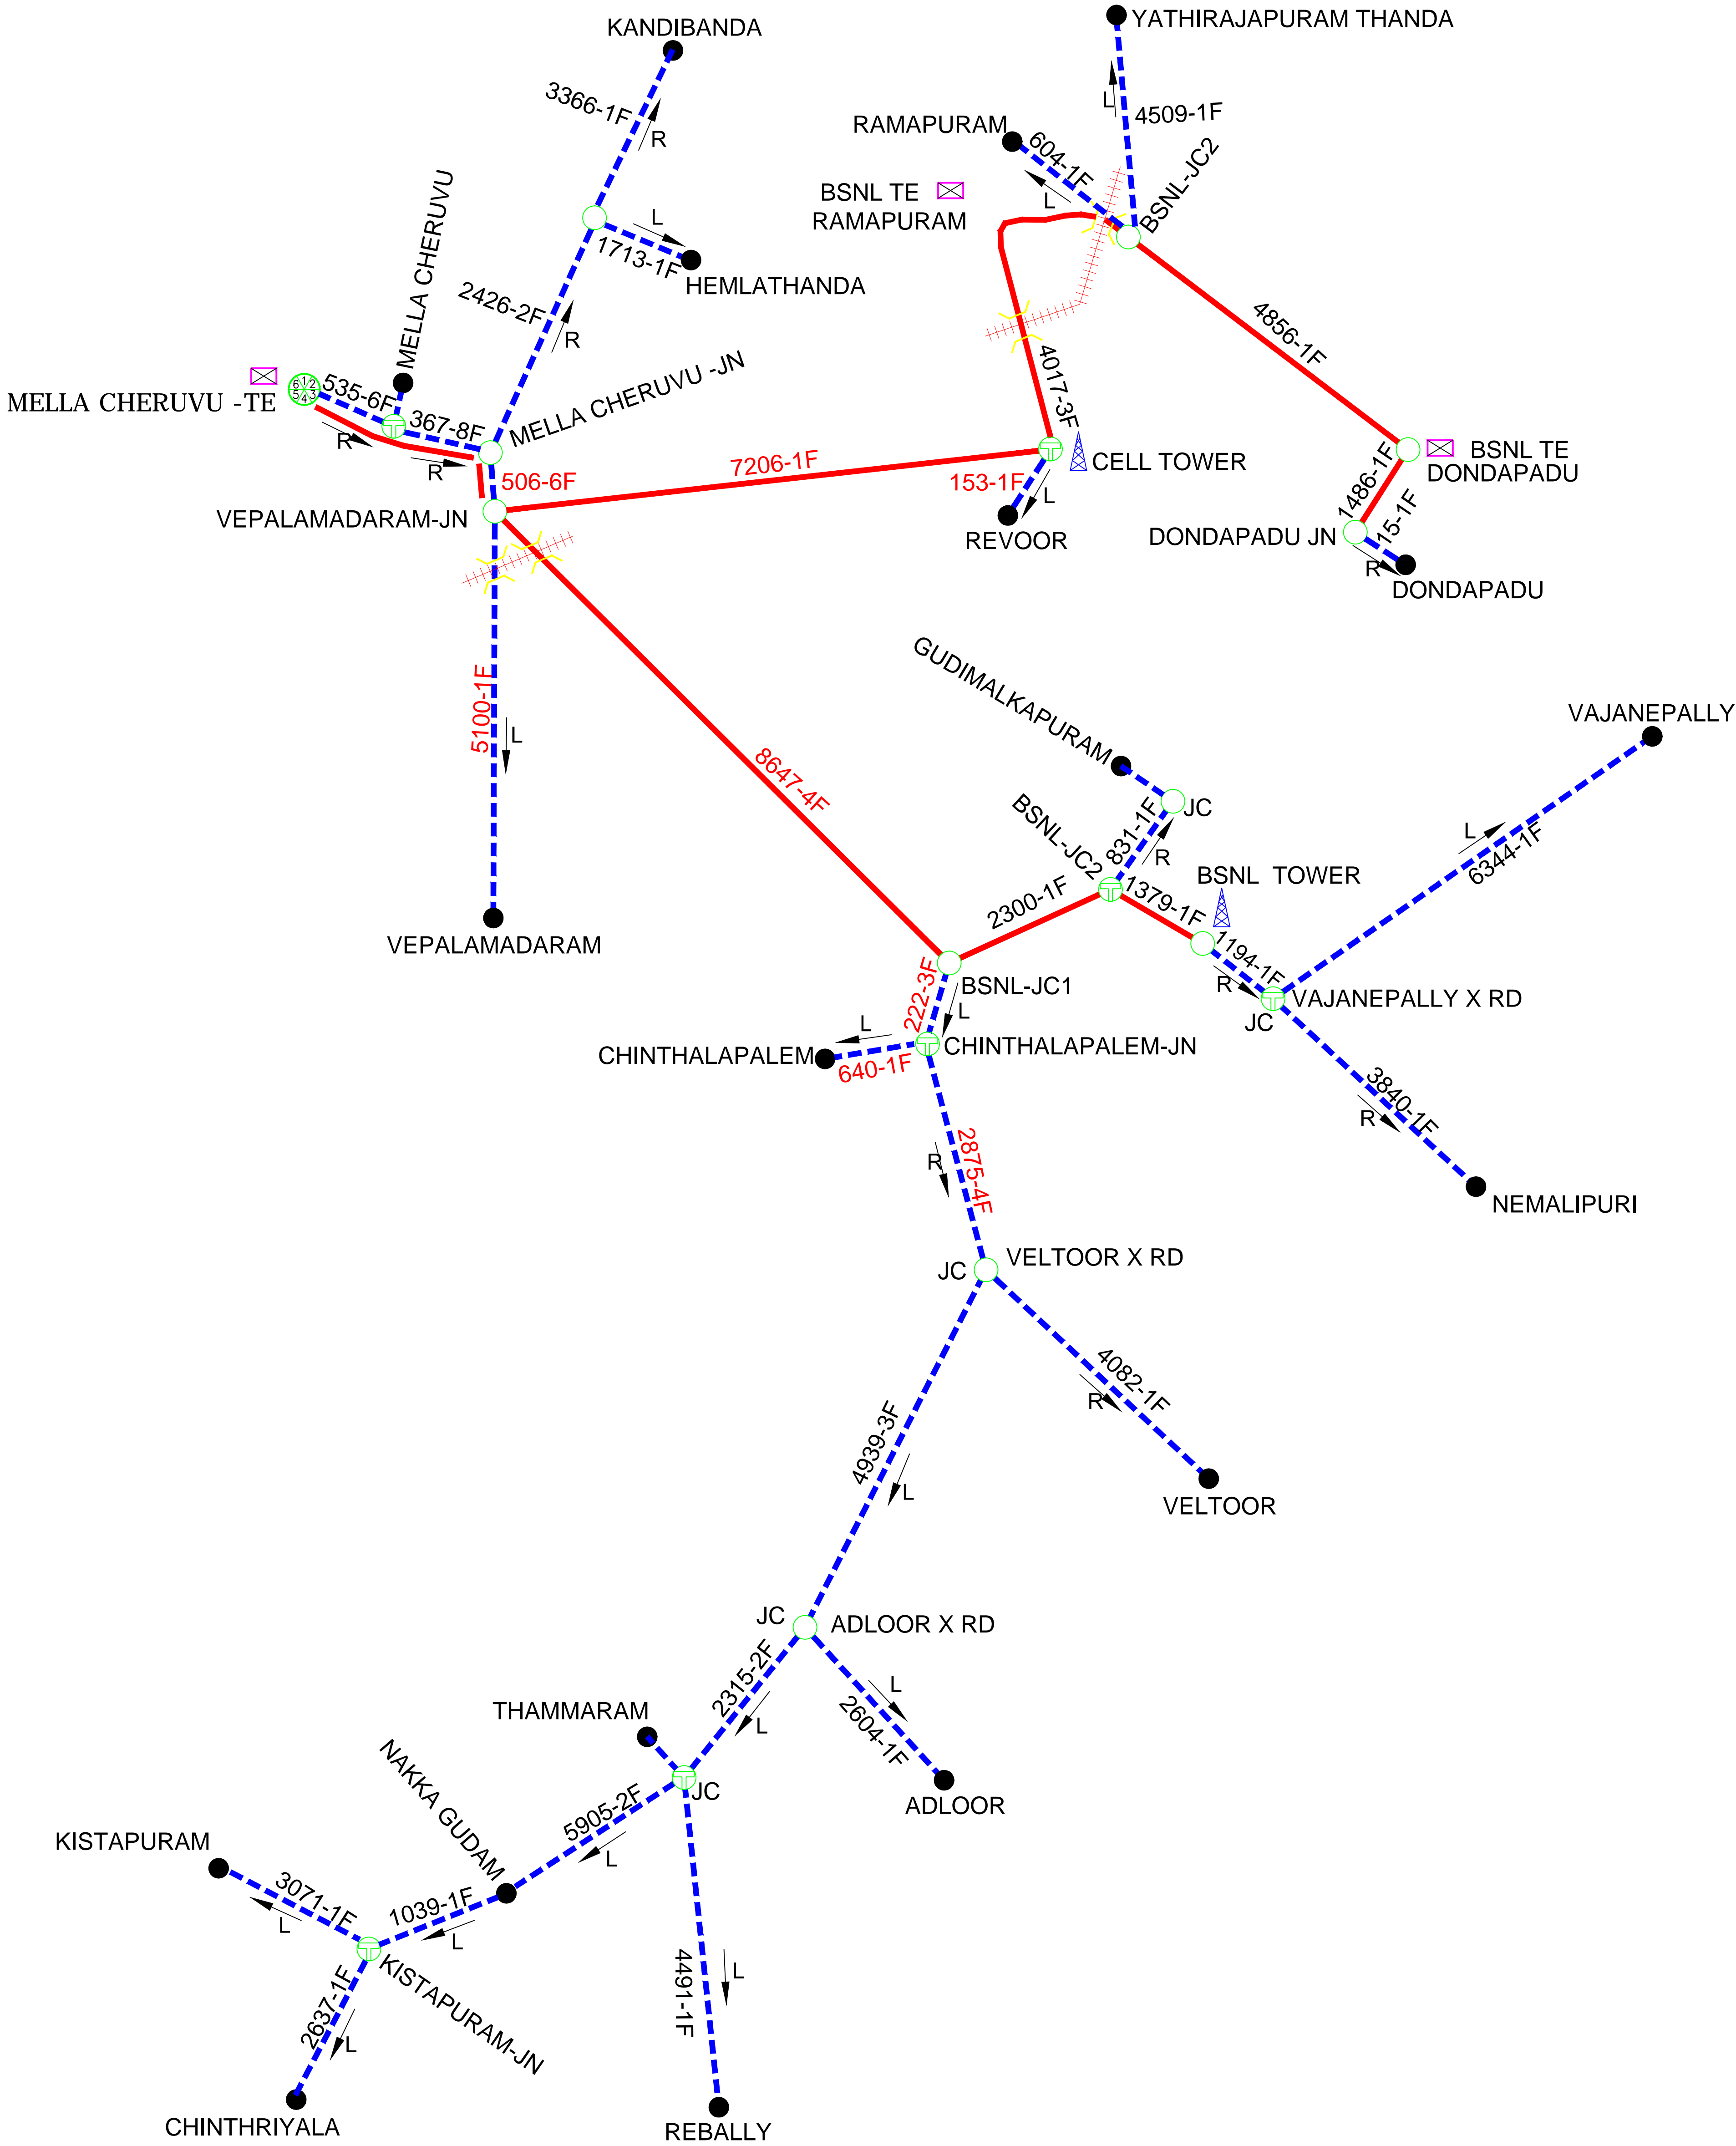 YATHIRAJAPURAM THANDA
KANDIBANDA
3366-1F
R
L
4509-1F
RAMAPURAM
604-1F
L
BSNL-JC2
BSNL TE
RAMAPURAM
MELLA CHERUVU
L
1713-1F
HEMLATHANDA
2426-2F
R
4856-1F
4017-3F
MELLA CHERUVU -JN
6 1 2
5 4 3
MELLA CHERUVU -TE
535-6F
367-8F
R
R
506-6F
VEPALAMADARAM-JN
7206-1F
153-1F
L
CELL TOWER
REVOOR
BSNL TE
DONDAPADU
1486-1F
15-1F
DONDAPADU JN
R
DONDAPADU
5100-1F
L
VEPALAMADARAM
8647-4F
GUDIMALKAPURAM
JC
831-1F
R
BSNL-JC2
VAJANEPALLY
L
6344-1F
BSNL TOWER
1379-1F
2300-1F
1194-1F
R
VAJANEPALLY X RD
JC
BSNL-JC1
222-3F
L
L
CHINTHALAPALEM
640-1F
CHINTHALAPALEM-JN
3840-1F
R
NEMALIPURI
2875-4F
R
VELTOOR X RD
JC
4082-1F
R
VELTOOR
4939-3F
L
JC
ADLOOR X RD
2315-2F
L
L
2604-1F
ADLOOR
THAMMARAM
JC
NAKKA GUDAM
5905-2F
L
KISTAPURAM
3071-1F
L
1039-1F
L
KISTAPURAM-JN
2637-1F
L
4491-1F
L
CHINTHRIYALA
REBALLY